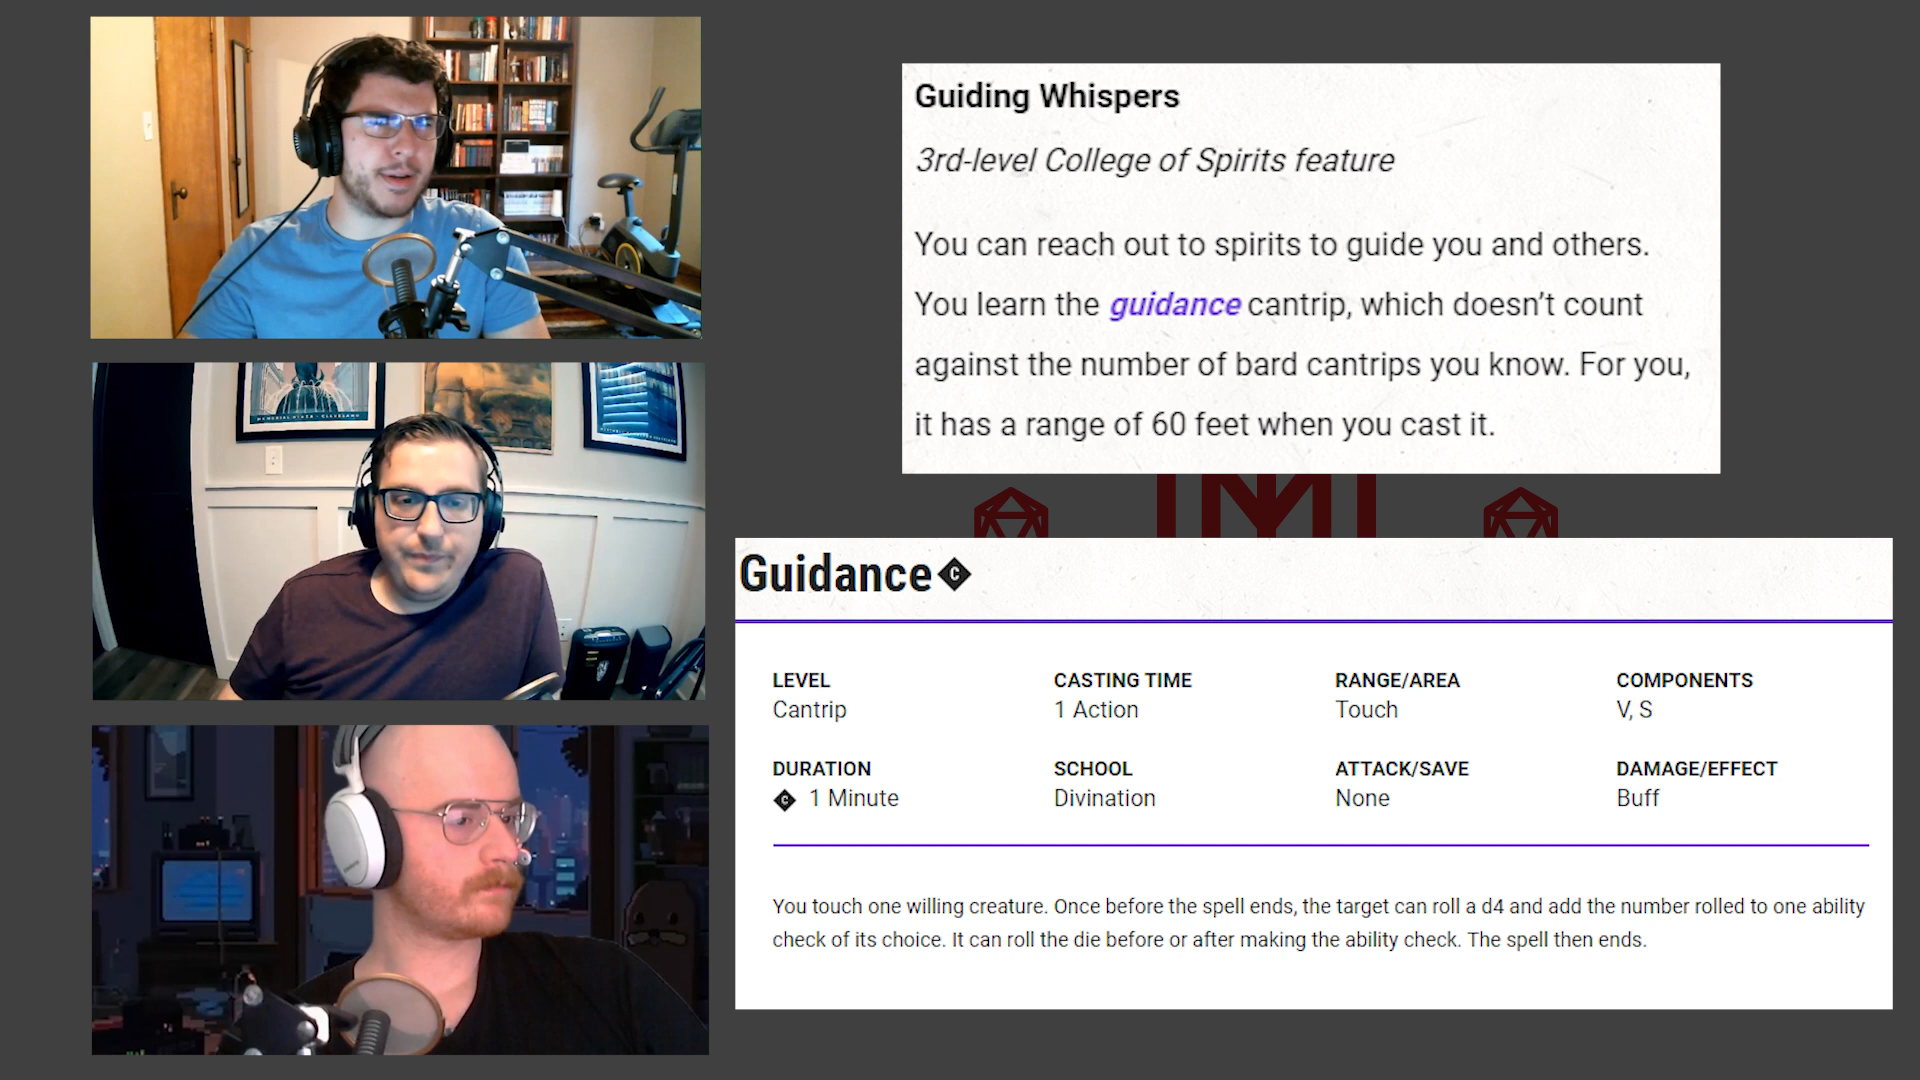 Guiding Whispers
3rd-level College of Spirits feature
You can reach out to spirits to guide you and others.
You learn the guidance cantrip, which doesn’t count
against the number of bard cantrips you know. For you,
it has a range of 60 feet when you cast it.
Guidance C
LEVEL CASTING TIME RANGE/AREA COMPONENTS
Cantrip 1 Action Touch V, S
DURATION SCHOOL ATTACK/SAVE DAMAGE/EFFECT
C 1 Minute Divination None Buff
You touch one willing creature. Once before the spell ends, the target can roll a d4 and add the number rolled to one ability
check of its choice. It can roll the die before or after making the ability check. The spell then ends.